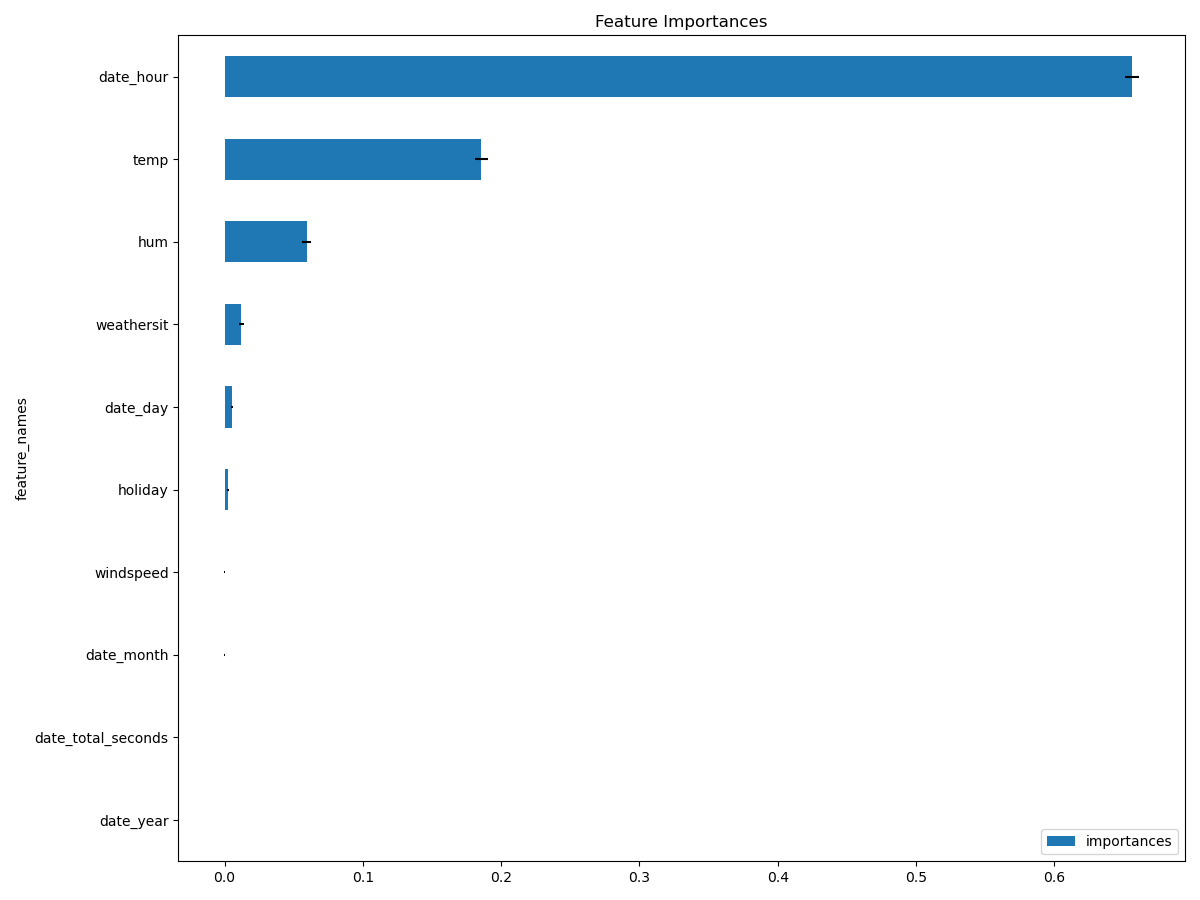 Feature Importances
feature_names
date_hour
temp
hum
weathersit
date_day
holiday
windspeed
date_month
date_total_seconds
date_year
importances
0.0 0.1 0.2 0.3 0.4 0.5 0.6